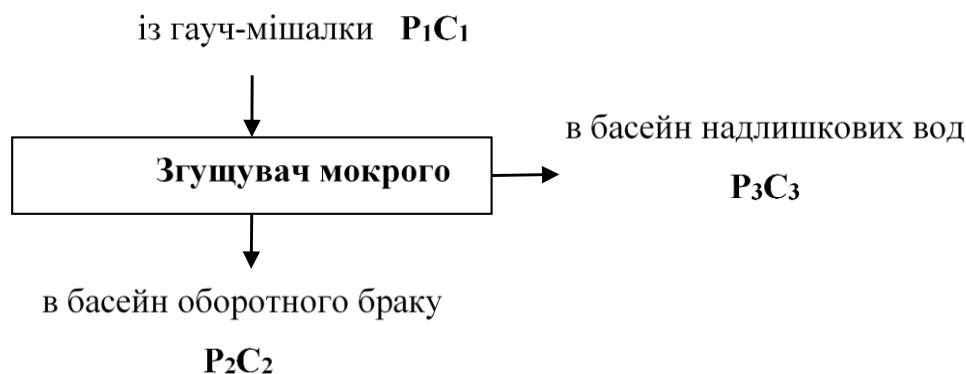 із гауч-мішалки P₁C₁
в басейн надлишкових вод
Згущувач мокрого
P₃C₃
в басейн оборотного браку
P₂C₂